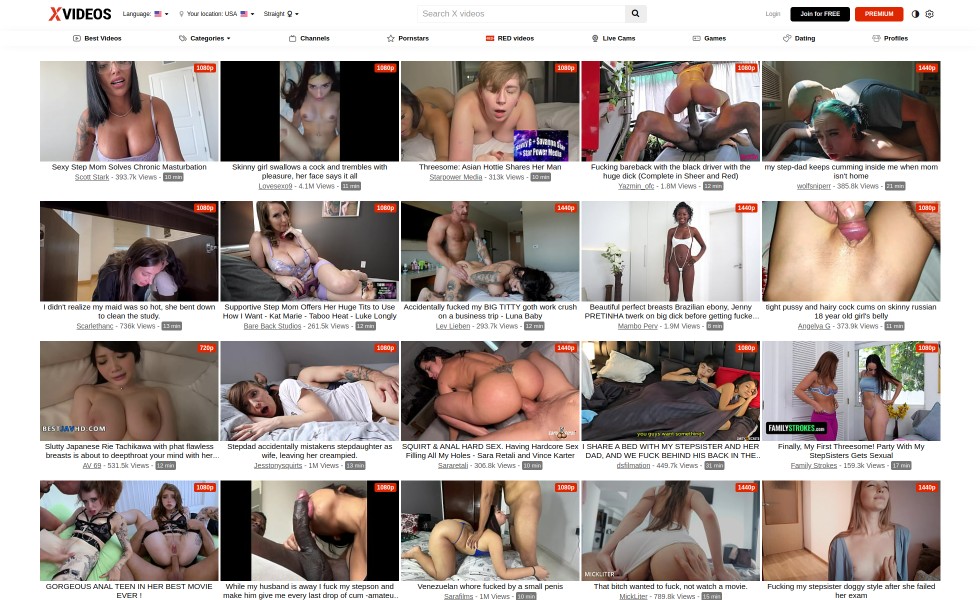 XVIDEOS
Language:
Your location: USA
Straight
Search X videos
Login
Join for FREE
PREMIUM
Best Videos
Categories
Channels
Pornstars
RED videos
Live Cams
Games
Dating
Profiles
1080p
1080p
1080p
1080p
1440p
Sexy Step Mom Solves Chronic Masturbation
Scott Stark - 393.7k Views - 10 min
Skinny girl swallows a cock and trembles with
pleasure, her face says it all
Lovesexo9 - 4.1M Views - 11 min
Threesome: Asian Hottie Shares Her Man
Starpower Media - 313k Views - 10 min
Fucking bareback with the black driver with the
huge dick (Complete in Sheer and Red)
Yazmin_ofc - 1.8M Views - 12 min
my step-dad keeps cumming inside me when mom
isn't home
wolfsniperr - 385.8k Views - 21 min
1080p
1080p
1440p
1440p
1080p
I didn't realize my maid was so hot, she bent down
to clean the study.
Scarlethanc - 736k Views - 13 min
Supportive Step Mom Offers Her Huge Tits to Use
How I Want - Kat Marie - Taboo Heat - Luke Longly
Bare Back Studios - 261.5k Views - 12 min
Accidentally fucked my BIG TITTY goth work crush
on a business trip - Luna Baby
Lev Lieben - 293.7k Views - 12 min
Beautiful perfect breasts Brazilian ebony, Jenny
PRETINHA twerk on big dick before getting fucke...
Mambo Perv - 1.9M Views - 8 min
tight pussy and hairy cock cums on skinny russian
18 year old girl's belly
Angelya G - 373.9k Views - 11 min
720p
1080p
1440p
1080p
1080p
BESTJAVHD.COM
you guys want something?
FAMILYSTROKES.com
Slutty Japanese Rie Tachikawa with phat flawless
breasts is about to deepthroat your mind with her...
AV 69 - 531.5k Views - 12 min
Stepdad accidentally mistakens stepdaughter as
wife, leaving her creampied.
Jesstonysquirts - 1M Views - 13 min
SQUIRT & ANAL HARD SEX. Having Hardcore Sex
Filling All My Holes - Sara Retali and Vince Karter
Sararetali - 306.8k Views - 10 min
I SHARE A BED WITH MY STEPSISTER AND HER
DAD, AND WE FUCK BEHIND HIS BACK IN THE..
dsfilmation - 449.7k Views - 31 min
Finally, My First Threesome! Party With My
StepSisters Gets Sexual
Family Strokes - 159.3k Views - 17 min
1080p
1080p
1080p
1440p
1440p
MICKLITER
GORGEOUS ANAL TEEN IN HER BEST MOVIE
EVER !
While my husband is away I fuck my stepson and
make him give me every last drop of cum -amateu..
Venezuelan whore fucked by a small penis
Sarafilms - 1M Views - 10 min
That bitch wanted to fuck, not watch a movie.
MickLiter - 789.8k Views - 15 min
Fucking my stepsister doggy style after she failed
her exam